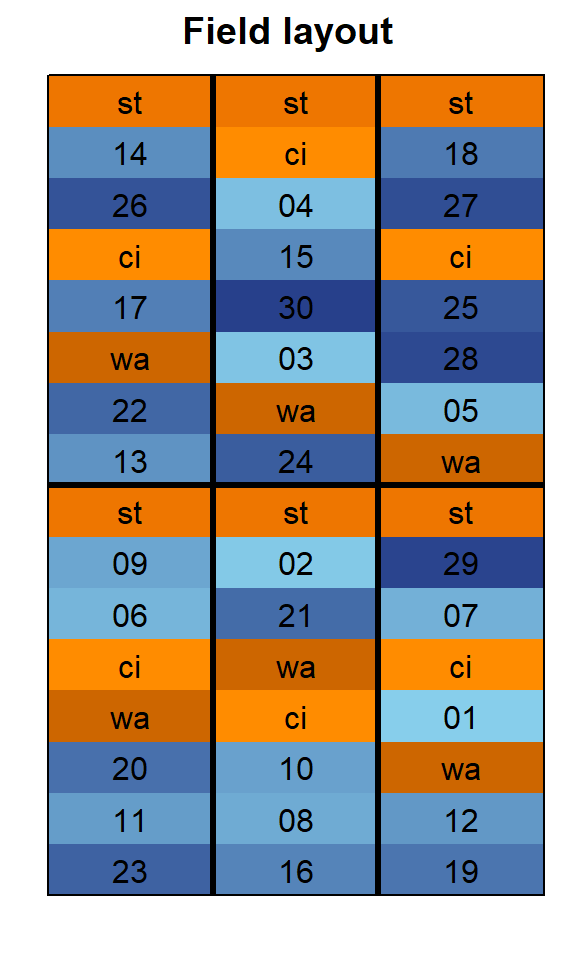 Field layout
st st st
14 ci 18
26 04 27
ci 15 ci
17 30 25
wa 03 28
22 wa 05
13 24 wa
st st st
09 02 29
06 21 07
ci wa ci
wa ci 01
20 10 wa
11 08 12
23 16 19